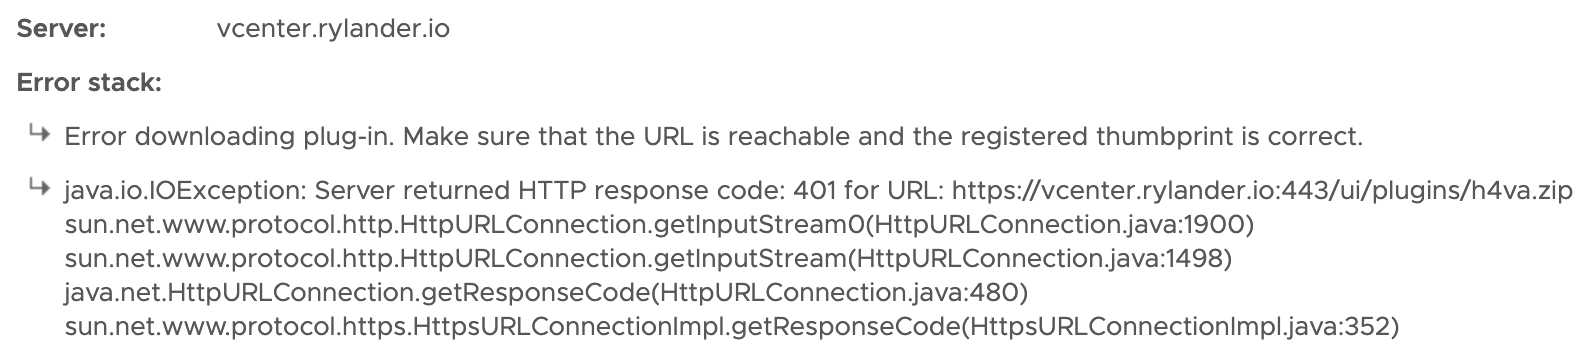 Server: vcenter.rylander.io
Error stack:
Error downloading plug-in. Make sure that the URL is reachable and the registered thumbprint is correct.
java.io.IOException: Server returned HTTP response code: 401 for URL: https://vcenter.rylander.io:443/ui/plugins/h4va.zip
sun.net.www.protocol.http.HttpURLConnection.getInputStream0(HttpURLConnection.java:1900)
sun.net.www.protocol.http.HttpURLConnection.getInputStream(HttpURLConnection.java:1498)
java.net.HttpURLConnection.getResponseCode(HttpURLConnection.java:480)
sun.net.www.protocol.https.HttpsURLConnectionImpl.getResponseCode(HttpsURLConnectionImpl.java:352)